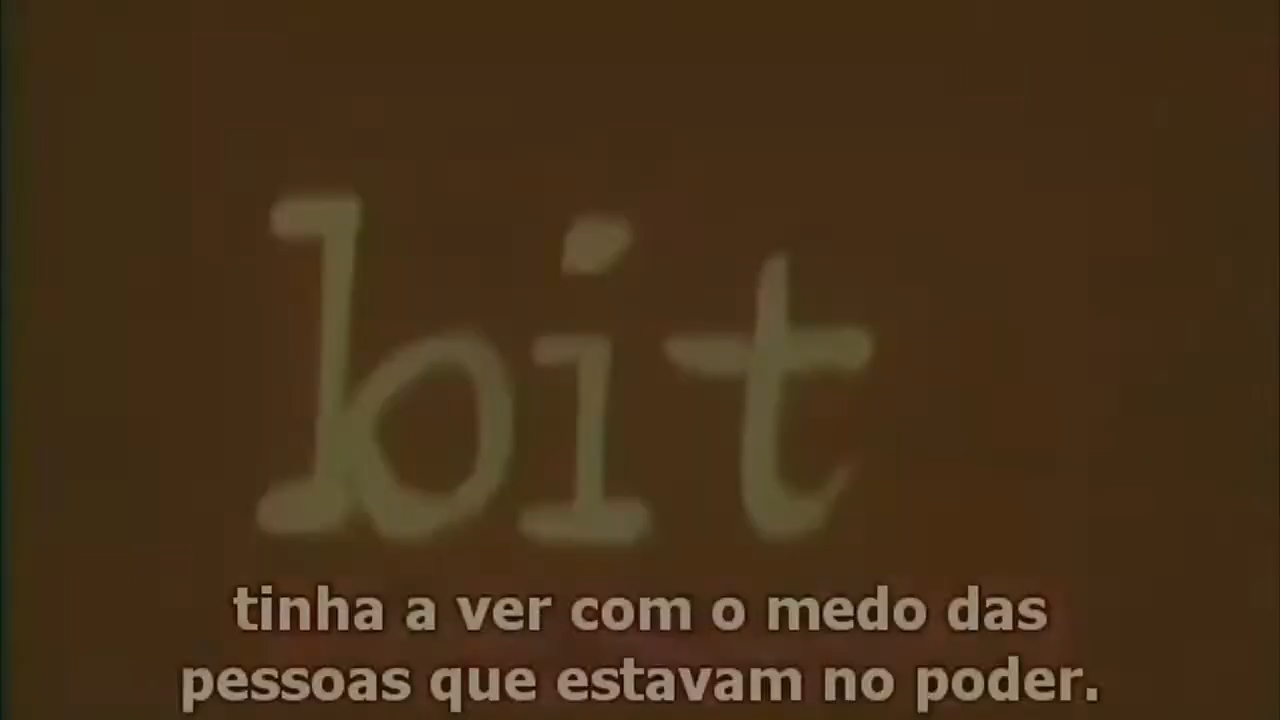 bit
tinha a ver com o medo das
pessoas que estavam no poder.